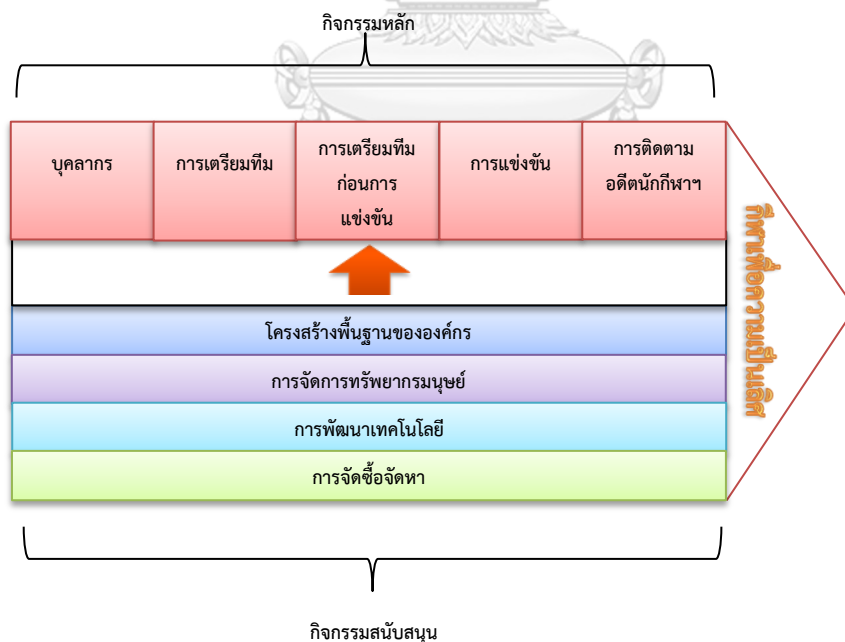 กิจกรรมหลัก
บุคลากร
การเตรียมทีม
การเตรียมทีม
ก่อนการ
แข่งขัน
การแข่งขัน
การติดตาม
อดีตนักกีฬาฯ
กีฬาเพื่อความเป็นเลิศ
โครงสร้างพื้นฐานขององค์กร
การจัดการทรัพยากรมนุษย์
การพัฒนาเทคโนโลยี
การจัดซื้อจัดหา
กิจกรรมสนับสนุน